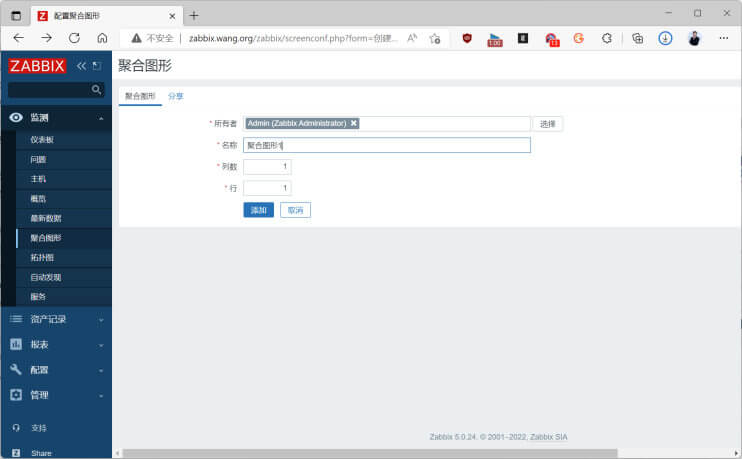 配置聚合图形
不安全 | zabbix.wang.org/zabbix/screenconf.php?form=创建...
1.00
13
ZABBIX
聚合图形
聚合图形 分享
* 所有者 Admin (Zabbix Administrator) 选择
* 名称 聚合图形1
* 列数 1
* 行 1
添加 取消
监测
仪表板
问题
主机
概览
最新数据
聚合图形
拓扑图
自动发现
服务
资产记录
报表
配置
管理
支持
Share
Zabbix 5.0.24. © 2001–2022, Zabbix SIA